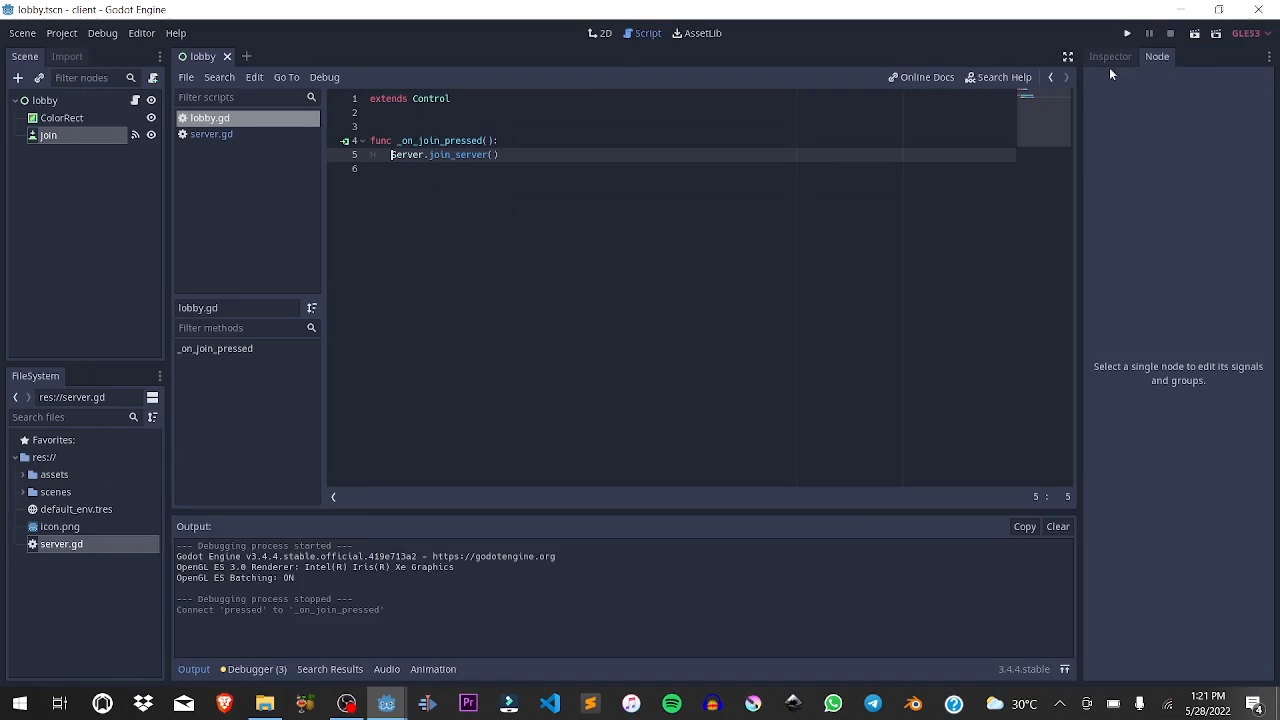 lobby.tscn - client - Godot Engine
Scene Project Debug Editor Help
2D Script AssetLib
GLES3
Scene Import
lobby
Inspector Node
Filter nodes
File Search Edit Go To Debug
Online Docs Search Help
lobby
ColorRect
join
Filter scripts
lobby.gd
server.gd
1 extends Control
2
3
4 func _on_join_pressed():
5 Server.join_server()
6
lobby.gd
Filter methods
_on_join_pressed
Select a single node to edit its signals
and groups.
FileSystem
res://server.gd
Search files
Favorites:
res://
assets
scenes
default_env.tres
icon.png
server.gd
5 : 5
Output:
Copy Clear
--- Debugging process started ---
Godot Engine v3.4.4.stable.official.419e713a2 - https://godotengine.org
OpenGL ES 3.0 Renderer: Intel(R) Iris(R) Xe Graphics
OpenGL ES Batching: ON
--- Debugging process stopped ---
Connect 'pressed' to '_on_join_pressed'
Output Debugger (3) Search Results Audio Animation
3.4.4.stable
30°C
1:21 PM
5/28/2022